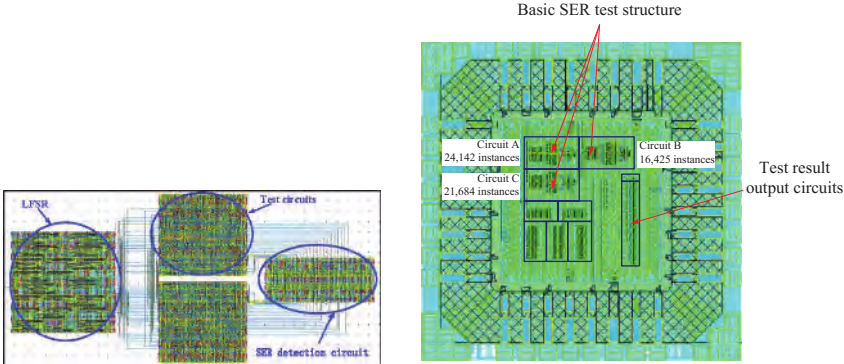 Basic SER test structure
Circuit A
24,142 instances
Circuit B
16,425 instances
Circuit C
21,684 instances
Test result
output circuits
LFSR
Test circuits
SER detection circuit